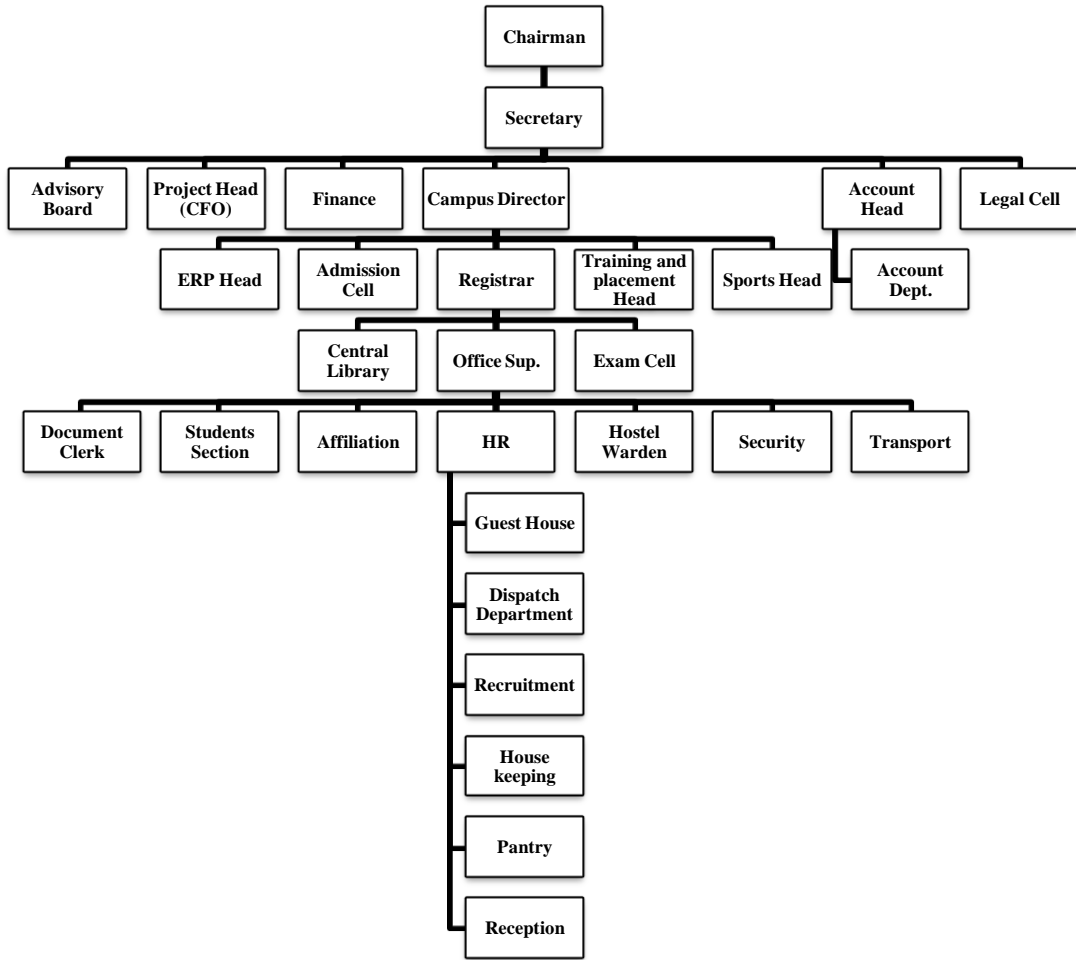 Chairman
Secretary
Advisory
Board
Project Head
(CFO)
Finance
Campus Director
Account
Head
Legal Cell
ERP Head
Admission
Cell
Registrar
Training and
placement
Head
Sports Head
Account
Dept.
Central
Library
Office Sup.
Exam Cell
Document
Clerk
Students
Section
Affiliation
HR
Hostel
Warden
Security
Transport
Guest House
Dispatch
Department
Recruitment
House
keeping
Pantry
Reception